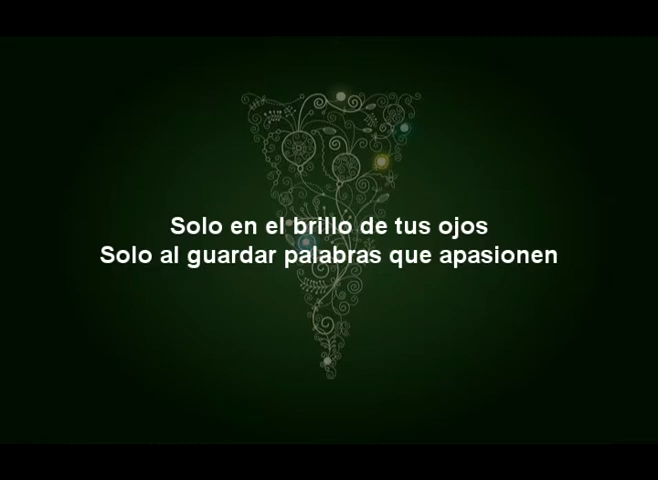 Solo en el brillo de tus ojos
Solo al guardar palabras que apasionen